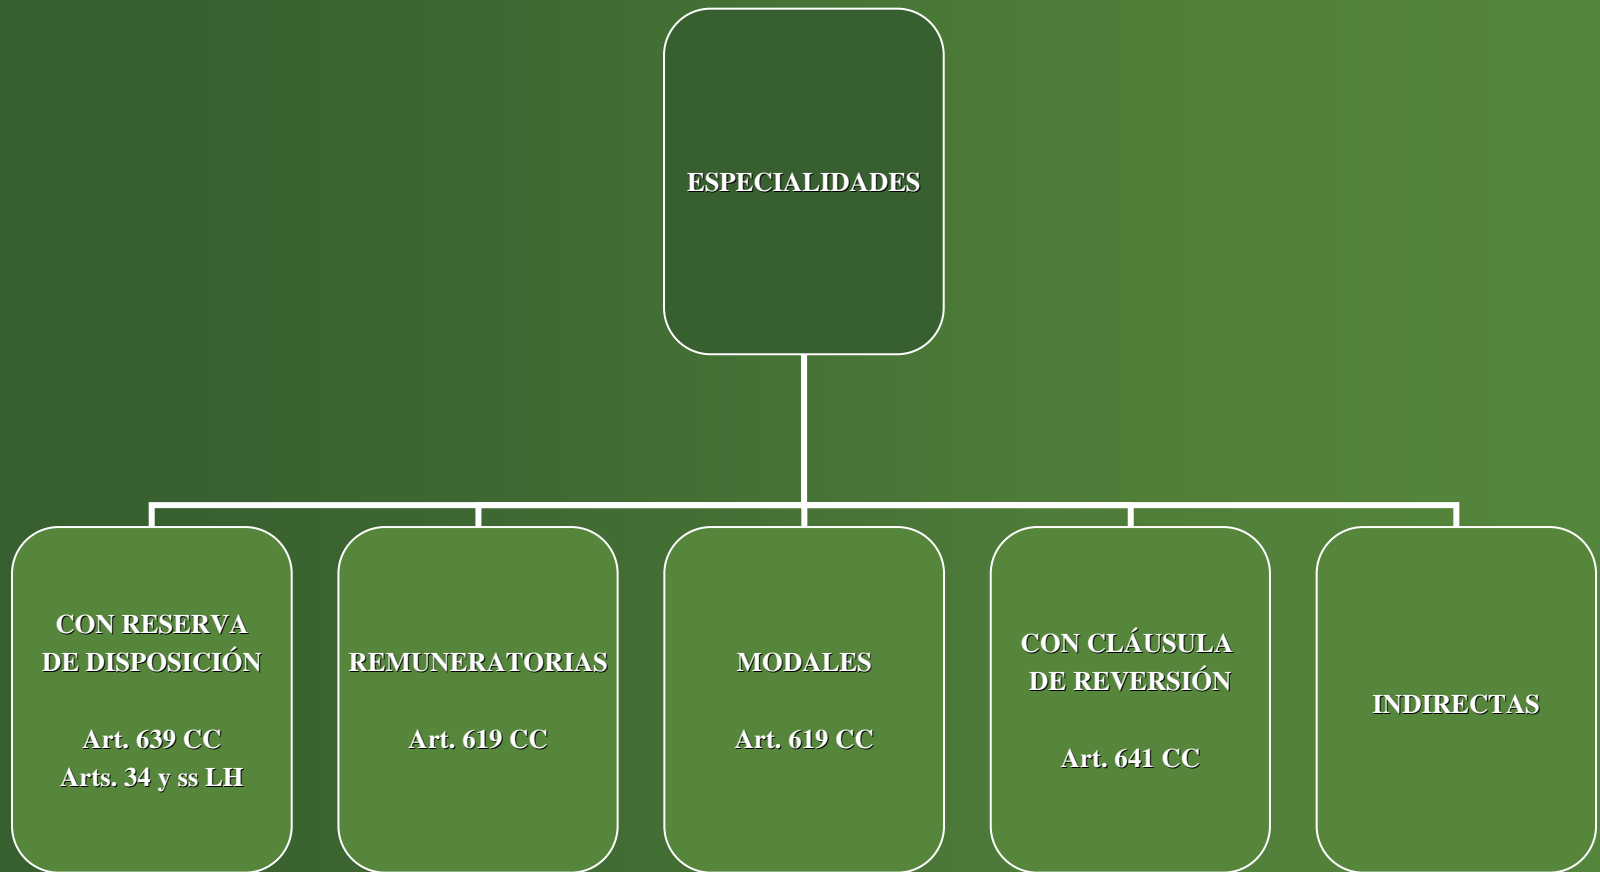 ESPECIALIDADES
CON RESERVA
DE DISPOSICIÓN
Art. 639 CC
Arts. 34 y ss LH
REMUNERATORIAS
Art. 619 CC
MODALES
Art. 619 CC
CON CLÁUSULA
DE REVERSIÓN
Art. 641 CC
INDIRECTAS